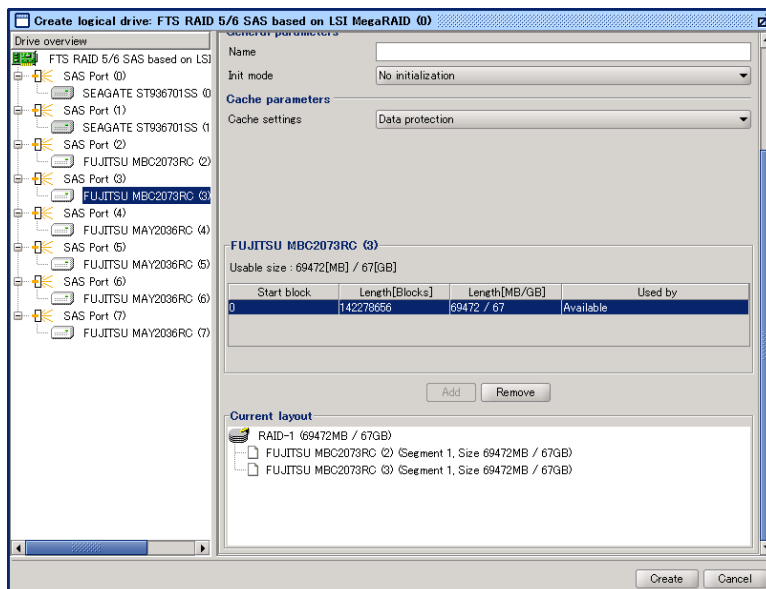 Create logical drive: FTS RAID 5/6 SAS based on LSI MegaRAID (0)
Drive overview
FTS RAID 5/6 SAS based on LSI
SAS Port (0)
SEAGATE ST936701SS (0
SAS Port (1)
SEAGATE ST936701SS (1
SAS Port (2)
FUJITSU MBC2073RC (2)
SAS Port (3)
FUJITSU MBC2073RC (3)
SAS Port (4)
FUJITSU MAY2036RC (4)
SAS Port (5)
FUJITSU MAY2036RC (5)
SAS Port (6)
FUJITSU MAY2036RC (6)
SAS Port (7)
FUJITSU MAY2036RC (7)
General parameters
Name
Init mode No initialization
Cache parameters
Cache settings Data protection
FUJITSU MBC2073RC (3)
Usable size : 69472[MB] / 67[GB]
Start block Length[Blocks] Length[MB/GB] Used by
0 142278656 69472 / 67 Available
Add Remove
Current layout
RAID-1 (69472MB / 67GB)
FUJITSU MBC2073RC (2) (Segment 1, Size 69472MB / 67GB)
FUJITSU MBC2073RC (3) (Segment 1, Size 69472MB / 67GB)
Create Cancel